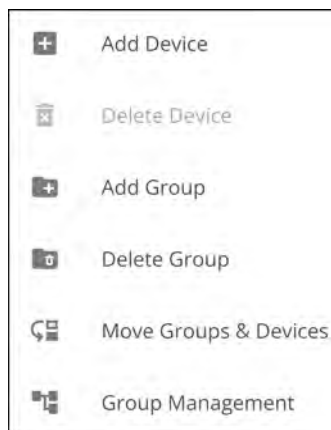 Add Device
Delete Device
Add Group
Delete Group
Move Groups & Devices
Group Management